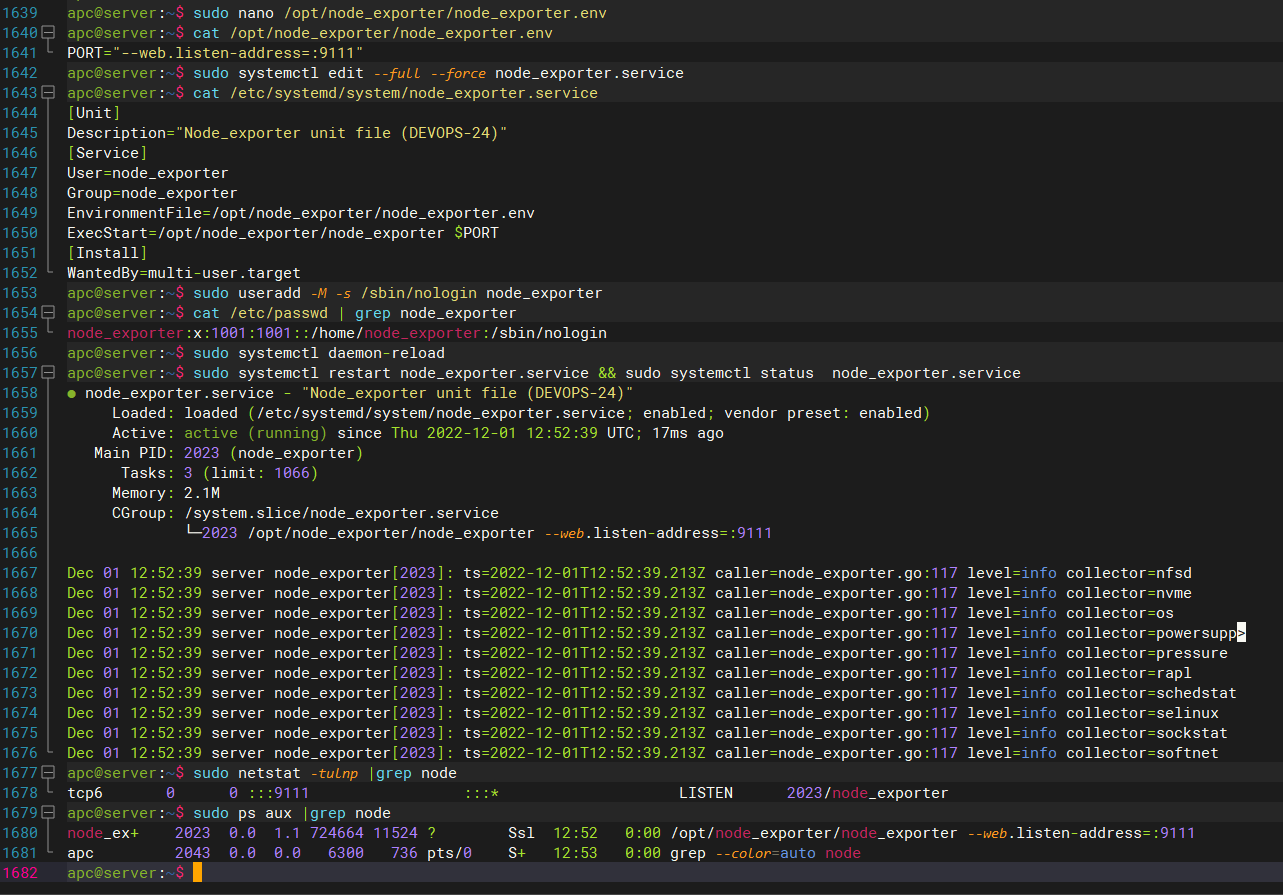 1639 apc@server:~$ sudo nano /opt/node_exporter/node_exporter.env
1640 apc@server:~$ cat /opt/node_exporter/node_exporter.env
1641 PORT="--web.listen-address=:9111"
1642 apc@server:~$ sudo systemctl edit --full --force node_exporter.service
1643 apc@server:~$ cat /etc/systemd/system/node_exporter.service
1644 [Unit]
1645 Description="Node_exporter unit file (DEVOPS-24)"
1646 [Service]
1647 User=node_exporter
1648 Group=node_exporter
1649 EnvironmentFile=/opt/node_exporter/node_exporter.env
1650 ExecStart=/opt/node_exporter/node_exporter $PORT
1651 [Install]
1652 WantedBy=multi-user.target
1653 apc@server:~$ sudo useradd -M -s /sbin/nologin node_exporter
1654 apc@server:~$ cat /etc/passwd | grep node_exporter
1655 node_exporter:x:1001:1001::/home/node_exporter:/sbin/nologin
1656 apc@server:~$ sudo systemctl daemon-reload
1657 apc@server:~$ sudo systemctl restart node_exporter.service && sudo systemctl status  node_exporter.service
1658 ● node_exporter.service - "Node_exporter unit file (DEVOPS-24)"
1659      Loaded: loaded (/etc/systemd/system/node_exporter.service; enabled; vendor preset: enabled)
1660      Active: active (running) since Thu 2022-12-01 12:52:39 UTC; 17ms ago
1661    Main PID: 2023 (node_exporter)
1662       Tasks: 3 (limit: 1066)
1663      Memory: 2.1M
1664      CGroup: /system.slice/node_exporter.service
1665              └─2023 /opt/node_exporter/node_exporter --web.listen-address=:9111
1666
1667 Dec 01 12:52:39 server node_exporter[2023]: ts=2022-12-01T12:52:39.213Z caller=node_exporter.go:117 level=info collector=nfsd
1668 Dec 01 12:52:39 server node_exporter[2023]: ts=2022-12-01T12:52:39.213Z caller=node_exporter.go:117 level=info collector=nvme
1669 Dec 01 12:52:39 server node_exporter[2023]: ts=2022-12-01T12:52:39.213Z caller=node_exporter.go:117 level=info collector=os
1670 Dec 01 12:52:39 server node_exporter[2023]: ts=2022-12-01T12:52:39.213Z caller=node_exporter.go:117 level=info collector=powersupp>
1671 Dec 01 12:52:39 server node_exporter[2023]: ts=2022-12-01T12:52:39.213Z caller=node_exporter.go:117 level=info collector=pressure
1672 Dec 01 12:52:39 server node_exporter[2023]: ts=2022-12-01T12:52:39.213Z caller=node_exporter.go:117 level=info collector=rapl
1673 Dec 01 12:52:39 server node_exporter[2023]: ts=2022-12-01T12:52:39.213Z caller=node_exporter.go:117 level=info collector=schedstat
1674 Dec 01 12:52:39 server node_exporter[2023]: ts=2022-12-01T12:52:39.213Z caller=node_exporter.go:117 level=info collector=selinux
1675 Dec 01 12:52:39 server node_exporter[2023]: ts=2022-12-01T12:52:39.213Z caller=node_exporter.go:117 level=info collector=sockstat
1676 Dec 01 12:52:39 server node_exporter[2023]: ts=2022-12-01T12:52:39.213Z caller=node_exporter.go:117 level=info collector=softnet
1677 apc@server:~$ sudo netstat -tulnp |grep node
1678 tcp6       0      0 :::9111                 :::*                    LISTEN      2023/node_exporter
1679 apc@server:~$ sudo ps aux |grep node
1680 node_ex+    2023  0.0  1.1 724664 11524 ?        Ssl  12:52   0:00 /opt/node_exporter/node_exporter --web.listen-address=:9111
1681 apc         2043  0.0  0.0   6300   736 pts/0    S+   12:53   0:00 grep --color=auto node
1682 apc@server:~$